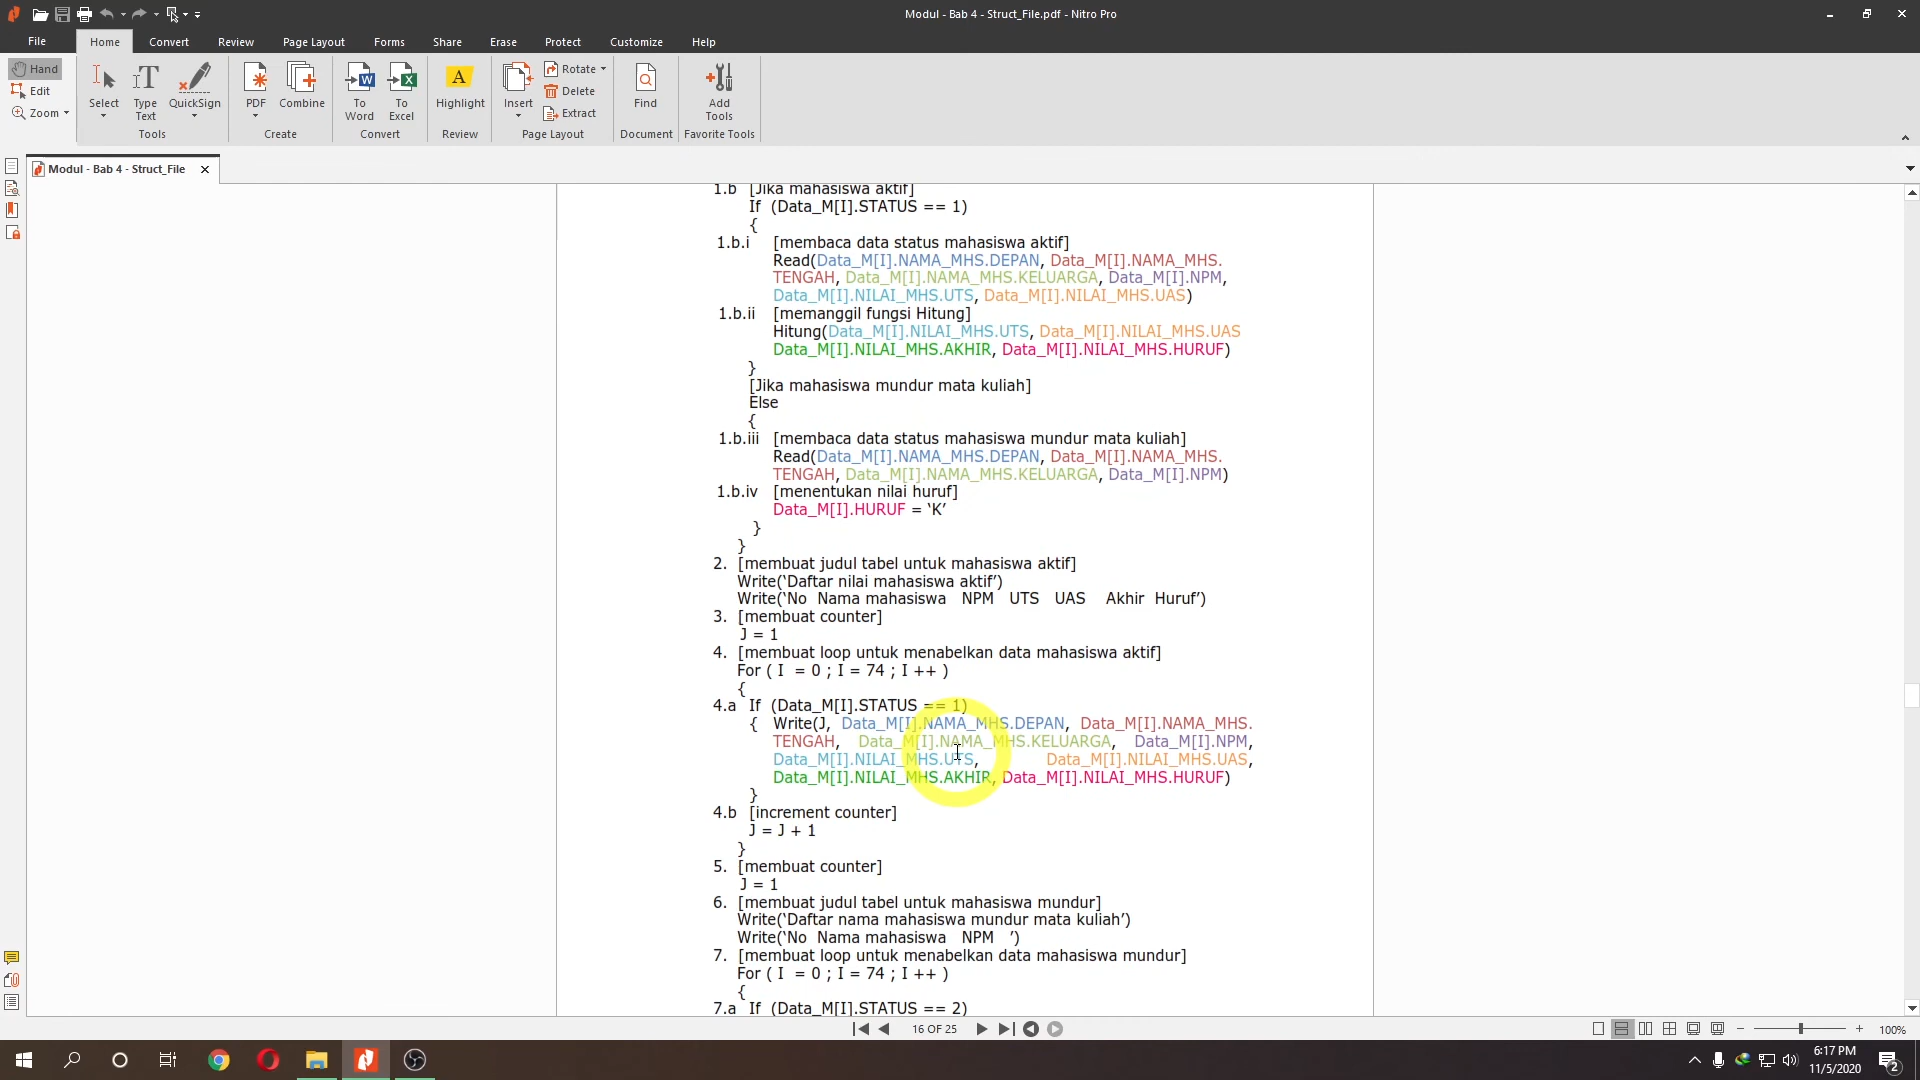 Modul - Bab 4 - Struct_File.pdf - Nitro Pro
File Home Convert Review Page Layout Forms Share Erase Protect Customize Help
Hand
Edit
Zoom
Select
Type Text
QuickSign
Tools
PDF
Combine
Create
To Word
To Excel
Convert
Highlight
Review
Insert
Rotate
Delete
Extract
Page Layout
Find
Document
Add Tools
Favorite Tools
Modul - Bab 4 - Struct_File
1.b [Jika mahasiswa aktif]
If (Data_M[I].STATUS == 1)
{
1.b.i [membaca data status mahasiswa aktif]
Read(Data_M[I].NAMA_MHS.DEPAN, Data_M[I].NAMA_MHS.
TENGAH, Data_M[I].NAMA_MHS.KELUARGA, Data_M[I].NPM,
Data_M[I].NILAI_MHS.UTS, Data_M[I].NILAI_MHS.UAS)
1.b.ii [memanggil fungsi Hitung]
Hitung(Data_M[I].NILAI_MHS.UTS, Data_M[I].NILAI_MHS.UAS
Data_M[I].NILAI_MHS.AKHIR, Data_M[I].NILAI_MHS.HURUF)
}
[Jika mahasiswa mundur mata kuliah]
Else
{
1.b.iii [membaca data status mahasiswa mundur mata kuliah]
Read(Data_M[I].NAMA_MHS.DEPAN, Data_M[I].NAMA_MHS.
TENGAH, Data_M[I].NAMA_MHS.KELUARGA, Data_M[I].NPM)
1.b.iv [menentukan nilai huruf]
Data_M[I].HURUF = ‘K’
}
}
2. [membuat judul tabel untuk mahasiswa aktif]
Write(‘Daftar nilai mahasiswa aktif’)
Write(‘No Nama mahasiswa NPM UTS UAS Akhir Huruf’)
3. [membuat counter]
J = 1
4. [membuat loop untuk menabelkan data mahasiswa aktif]
For ( I = 0 ; I = 74 ; I ++ )
{
4.a If (Data_M[I].STATUS == 1)
{ Write(J, Data_M[I].NAMA_MHS.DEPAN, Data_M[I].NAMA_MHS.
TENGAH, Data_M[I].NAMA_MHS.KELUARGA, Data_M[I].NPM,
Data_M[I].NILAI_MHS.UTS, Data_M[I].NILAI_MHS.UAS,
Data_M[I].NILAI_MHS.AKHIR, Data_M[I].NILAI_MHS.HURUF)
}
4.b [increment counter]
J = J + 1
}
5. [membuat counter]
J = 1
6. [membuat judul tabel untuk mahasiswa mundur]
Write(‘Daftar nama mahasiswa mundur mata kuliah’)
Write(‘No Nama mahasiswa NPM ’)
7. [membuat loop untuk menabelkan data mahasiswa mundur]
For ( I = 0 ; I = 74 ; I ++ )
{
7.a If (Data_M[I].STATUS == 2)
16 OF 25
100%
6:17 PM
11/5/2020
2